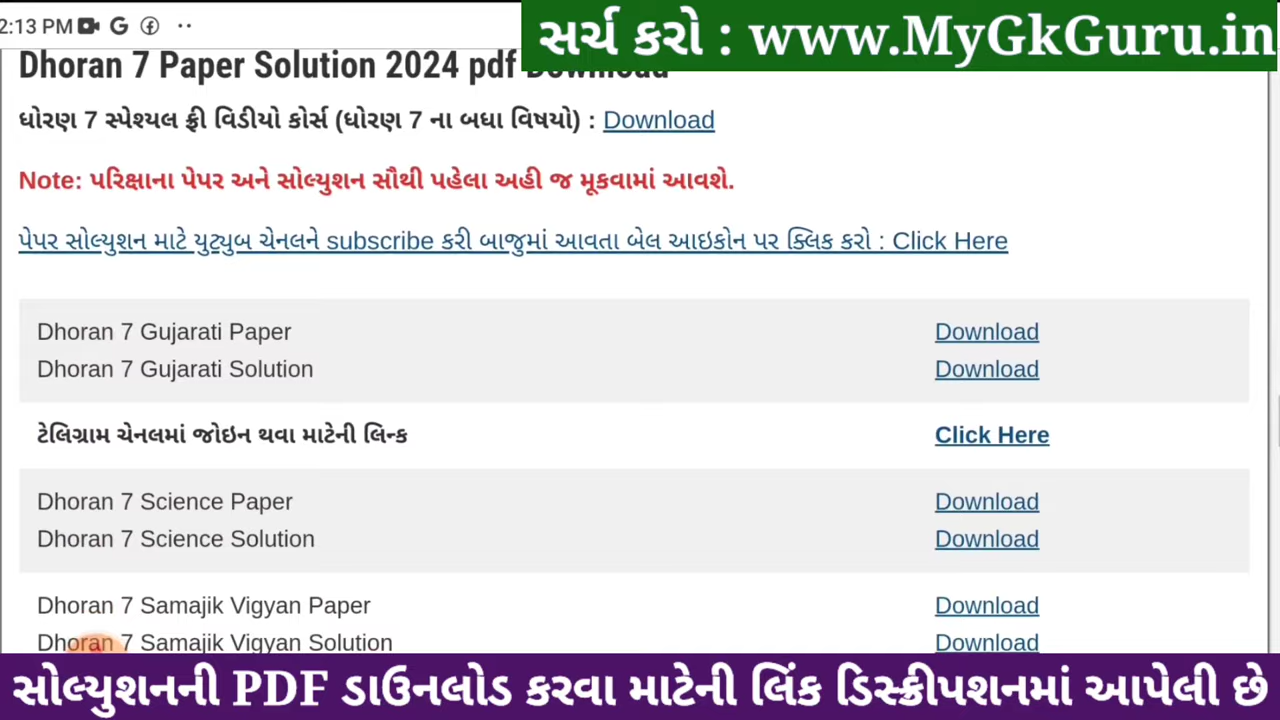 2:13 PM
સર્ચ કરો : www.MyGkGuru.in
Dhoran 7 Paper Solution 2024 pdf Download
ધોરણ 7 સ્પેશ્યલ ફ્રી વિડીયો કોર્સ (ધોરણ 7 ના બધા વિષયો) : Download
Note: પરિક્ષાના પેપર અને સોલ્યુશન સૌથી પહેલા અહી જ મૂકવામાં આવશે.
પેપર સોલ્યુશન માટે યુટ્યુબ ચેનલને subscribe કરી બાજુમાં આવતા બેલ આઇકોન પર ક્લિક કરો : Click Here
Dhoran 7 Gujarati Paper Download
Dhoran 7 Gujarati Solution Download
ટેલિગ્રામ ચેનલમાં જોઇન થવા માટેની લિન્ક Click Here
Dhoran 7 Science Paper Download
Dhoran 7 Science Solution Download
Dhoran 7 Samajik Vigyan Paper Download
Dhoran 7 Samajik Vigyan Solution Download
સોલ્યુશનની PDF ડાઉનલોડ કરવા માટેની લિંક ડિસ્ક્રીપશનમાં આપેલી છે